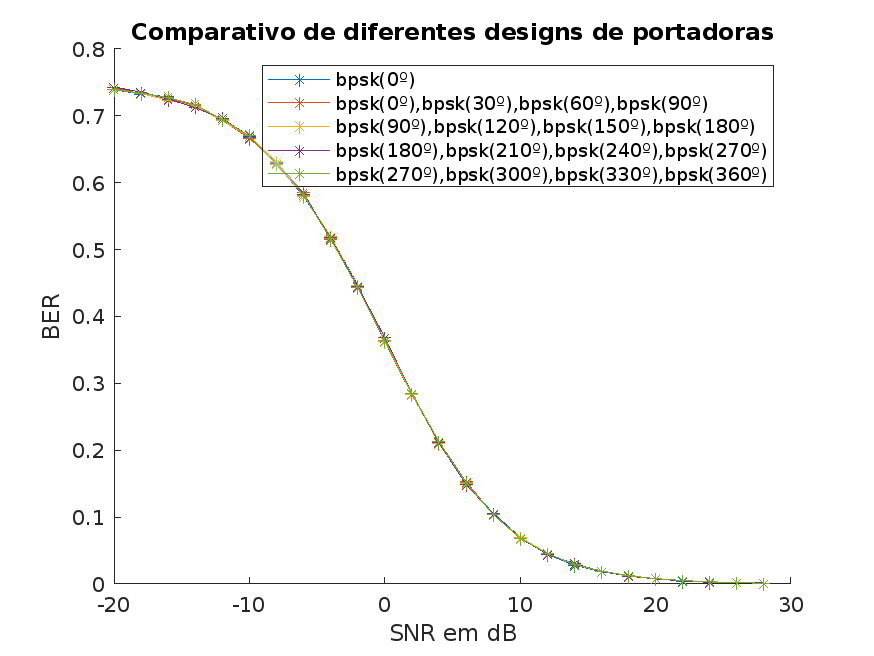 Comparativo de diferentes designs de portadoras
0.8
0.7
0.6
0.5
0.4
0.3
0.2
0.1
0
bpsk(0º)
bpsk(0º),bpsk(30º),bpsk(60º),bpsk(90º)
bpsk(90º),bpsk(120º),bpsk(150º),bpsk(180º)
bpsk(180º),bpsk(210º),bpsk(240º),bpsk(270º)
bpsk(270º),bpsk(300º),bpsk(330º),bpsk(360º)
BER
-20 -10 0 10 20 30
SNR em dB